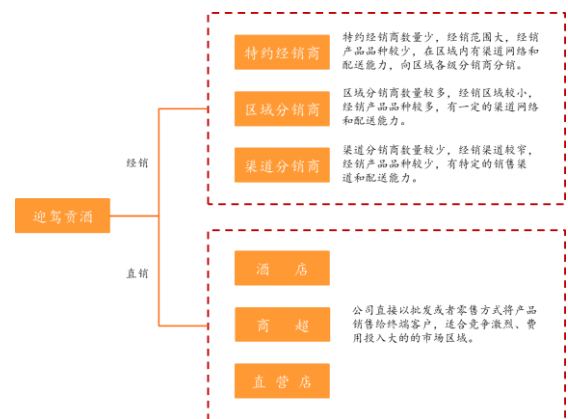 特约经销商
特约经销商数量少，经销范围大，经销
产品品种较少，在区域内有渠道网络和
配送能力，向区域各级分销商分销。
区域分销商
区域分销商数量较多，经销区域较小，
经销产品品种较多，有一定的渠道网络
和配送能力。
渠道分销商
渠道分销商数量较少，经销渠道较窄，
经销产品品种较少，有特定的销售渠
道和配送能力。
经销
迎驾贡酒
直销
酒 店
商 超
公司直接以批发或者零售方式将产品
销售给终端客户，适合竞争激烈、费
用投入大的的市场区域。
直营店